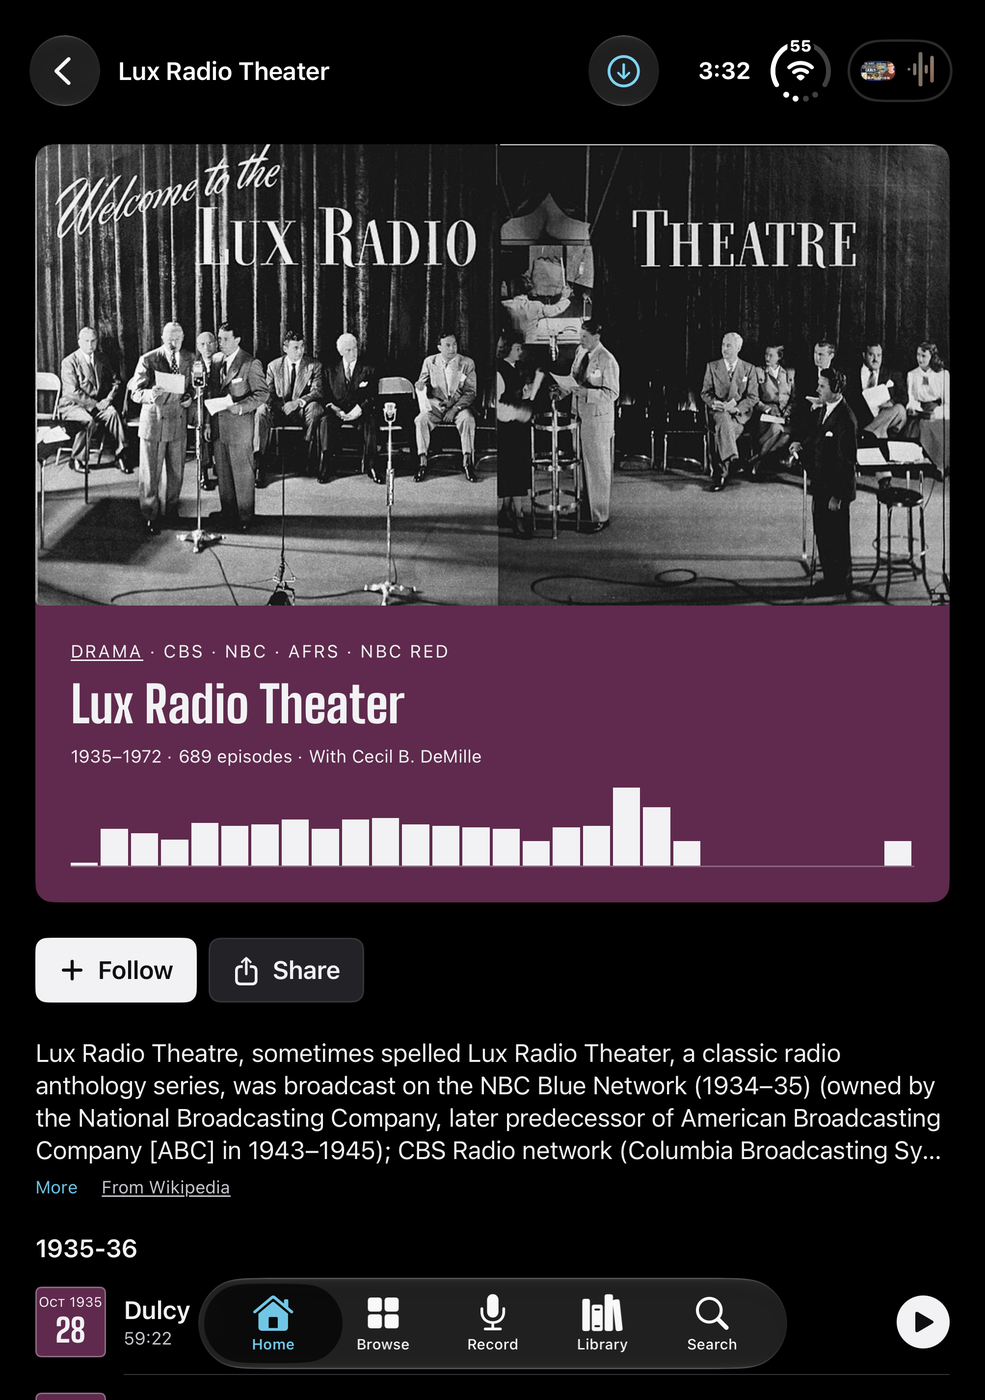 Lux Radio Theater
3:32
55
Welcome to the
LUX RADIO THEATRE
DRAMA · CBS · NBC · AFRS · NBC RED
Lux Radio Theater
1935–1972 · 689 episodes · With Cecil B. DeMille
Follow
Share
Lux Radio Theatre, sometimes spelled Lux Radio Theater, a classic radio
anthology series, was broadcast on the NBC Blue Network (1934–35) (owned by
the National Broadcasting Company, later predecessor of American Broadcasting
Company [ABC] in 1943–1945); CBS Radio network (Columbia Broadcasting Sy...
More From Wikipedia
1935-36
OCT 1935
28
Dulcy
59:22
Home
Browse
Record
Library
Search